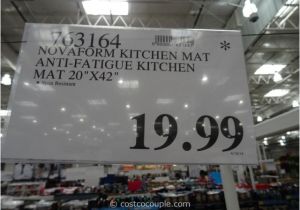 763164 *
NOVAFORM KITCHEN MAT
ANTI-FATIGUE KITCHEN
MAT 20"X42"
19.99
costcocouple.com